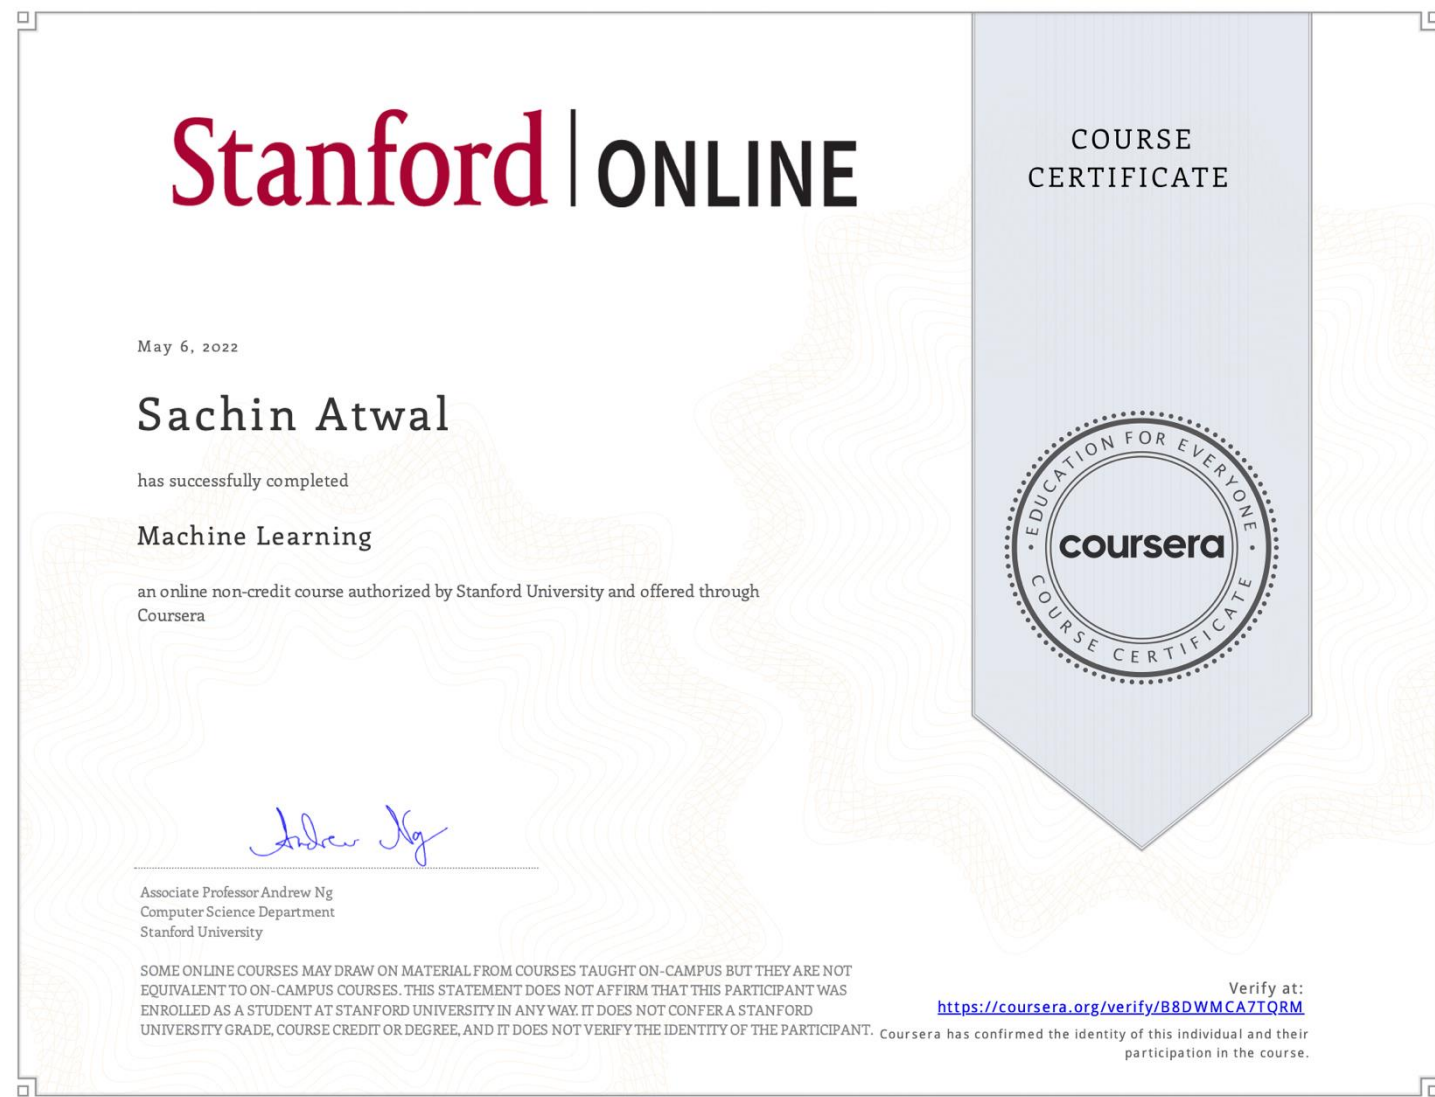 Stanford | ONLINE
COURSE
CERTIFICATE
May 6, 2022
Sachin Atwal
has successfully completed
Machine Learning
an online non-credit course authorized by Stanford University and offered through
Coursera
EDUCATION FOR EVERYONE
coursera
COURSE CERTIFICATE
Andrew Ng
Associate Professor Andrew Ng
Computer Science Department
Stanford University
SOME ONLINE COURSES MAY DRAW ON MATERIAL FROM COURSES TAUGHT ON-CAMPUS BUT THEY ARE NOT
EQUIVALENT TO ON-CAMPUS COURSES. THIS STATEMENT DOES NOT AFFIRM THAT THIS PARTICIPANT WAS
ENROLLED AS A STUDENT AT STANFORD UNIVERSITY IN ANY WAY. IT DOES NOT CONFER A STANFORD
UNIVERSITY GRADE, COURSE CREDIT OR DEGREE, AND IT DOES NOT VERIFY THE IDENTITY OF THE PARTICIPANT.
Verify at:
https://coursera.org/verify/B8DWMCA7TQRM
Coursera has confirmed the identity of this individual and their
participation in the course.